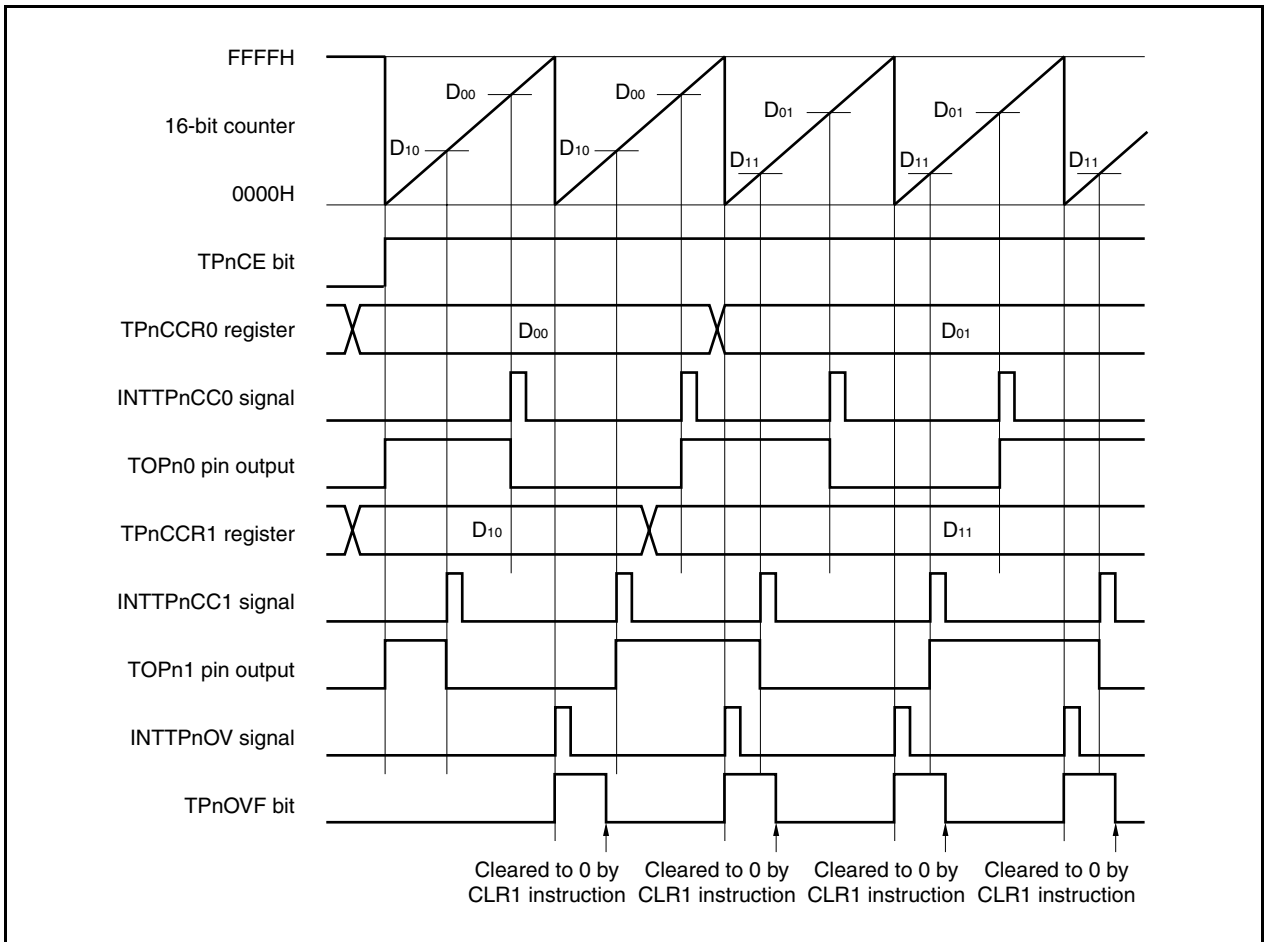 FFFFH
D00 D00
D01 D01
16-bit counter
D10 D10
D11 D11 D11
0000H
TPnCE bit
TPnCCR0 register D00 D01
INTTPnCC0 signal
TOPn0 pin output
TPnCCR1 register D10 D11
INTTPnCC1 signal
TOPn1 pin output
INTTPnOV signal
TPnOVF bit
Cleared to 0 by Cleared to 0 by Cleared to 0 by Cleared to 0 by
CLR1 instruction CLR1 instruction CLR1 instruction CLR1 instruction